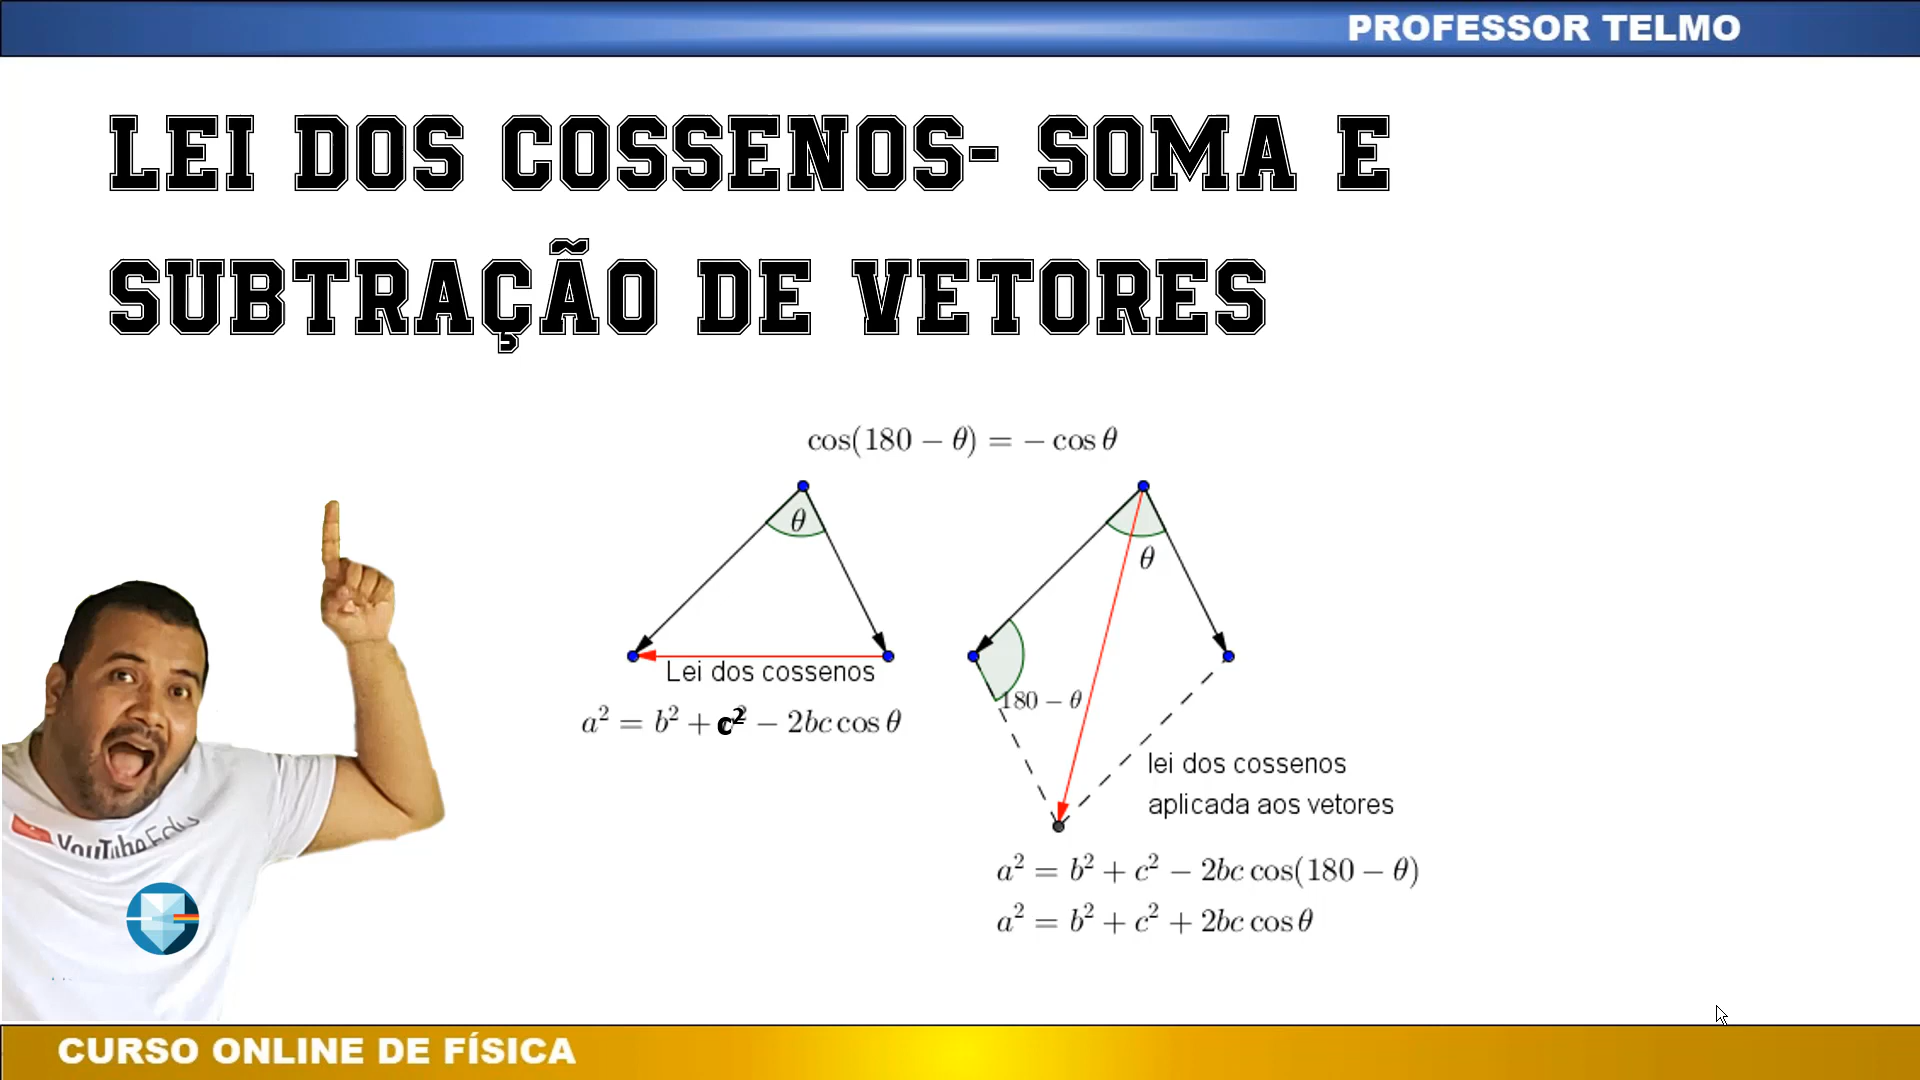 PROFESSOR TELMO
LEI DOS COSSENOS- SOMA E
SUBTRAÇÃO DE VETORES
cos(180 − θ) = − cos θ
θ
θ
Lei dos cossenos
a² = b² + c² − 2bc cos θ
180 − θ
lei dos cossenos
aplicada aos vetores
a² = b² + c² − 2bc cos(180 − θ)
a² = b² + c² + 2bc cos θ
YouTube Edu
CURSO ONLINE DE FÍSICA